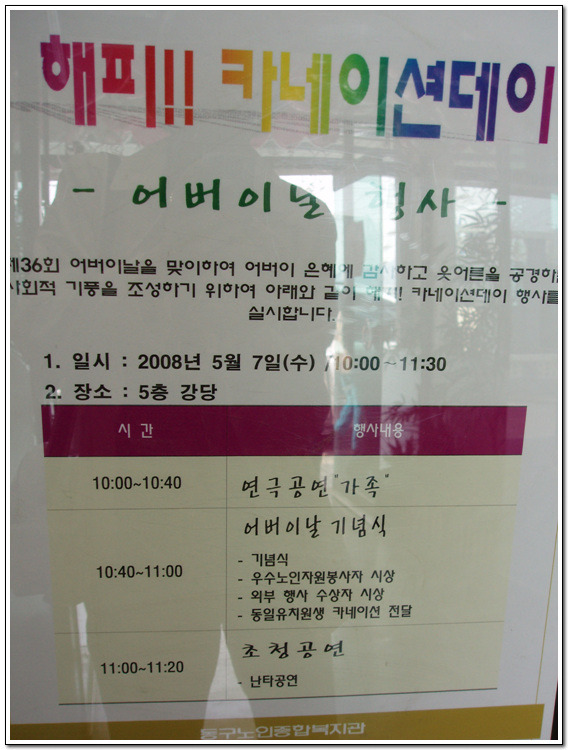 해피!! 카네이션데이
- 어버이날 행사 -
제36회 어버이날을 맞이하여 어버이 은혜에 감사하고 웃어른을 공경하는
사회적 기풍을 조성하기 위하여 아래와 같이 해피! 카네이션데이 행사를
실시합니다.
1. 일시 : 2008년 5월 7일(수) /10:00~11:30
2. 장소 : 5층 강당
시 간 행사내용
10:00~10:40 연극공연"가족"
어버이날 기념식
- 기념식
10:40~11:00 - 우수노인자원봉사자 시상
- 외부 행사 수상자 시상
- 동일유치원생 카네이션 전달
초청공연
11:00~11:20 - 난타공연
동구노인종합복지관